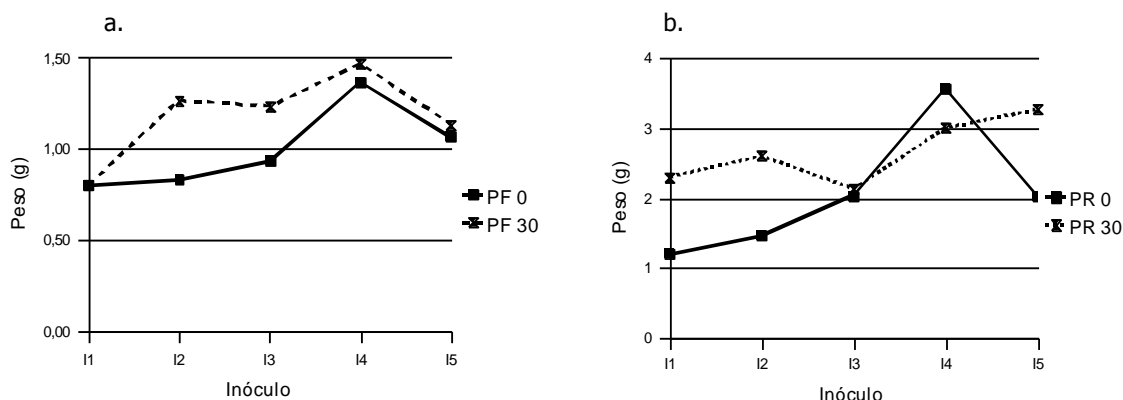 a.
1,50
1,00
0,50
0,00
Peso (g)
I1 I2 I3 I4 I5
Inóculo
PF 0
PF 30
b.
4
3
2
1
0
Peso (g)
I1 I2 I3 I4 I5
Inóculo
PR 0
PR 30